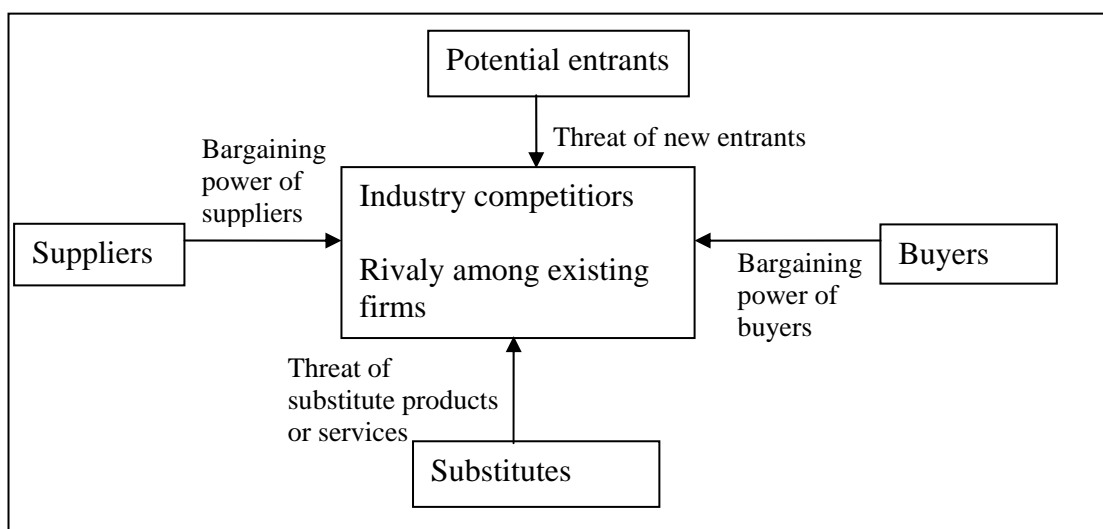 Potential entrants
Threat of new entrants
Bargaining
power of
suppliers
Industry competitiors
Rivaly among existing
firms
Suppliers
Buyers
Bargaining
power of
buyers
Threat of
substitute products
or services
Substitutes